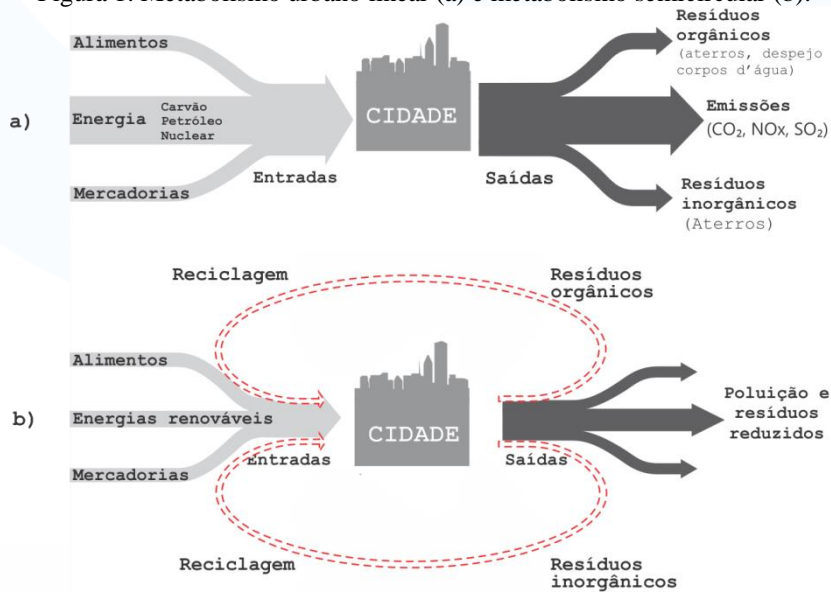 Figura 1: Metabolismo urbano linear (a) e metabolismo semicircular (b).
Alimentos
Resíduos
orgânicos
(aterros, despejo
corpos d'água)
a)
Energia
Carvão
Petróleo
Nuclear
CIDADE
Emissões
(CO₂, NOx, SO₂)
Entradas
Saídas
Mercadorias
Resíduos
inorgânicos
(Aterros)
Reciclagem
Resíduos
orgânicos
Alimentos
b)
Energias renováveis
CIDADE
Poluição e
resíduos
reduzidos
Entradas
Saídas
Mercadorias
Reciclagem
Resíduos
inorgânicos